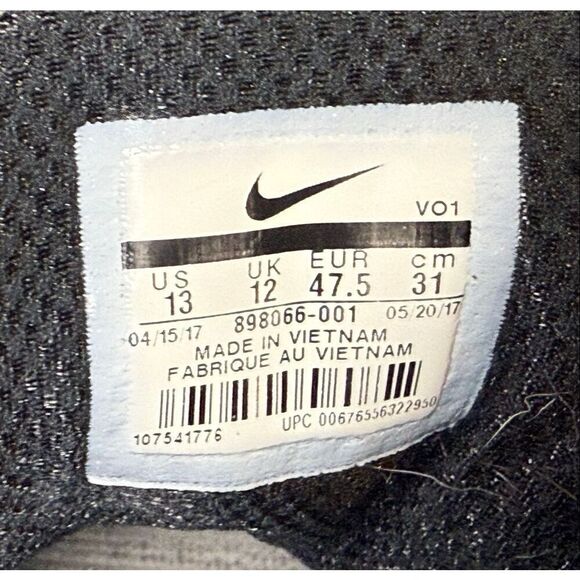 VO1
US UK EUR cm
13 12 47.5 31
04/15/17 898066-001 05/20/17
MADE IN VIETNAM
FABRIQUE AU VIETNAM
107541776 UPC 00676556322950